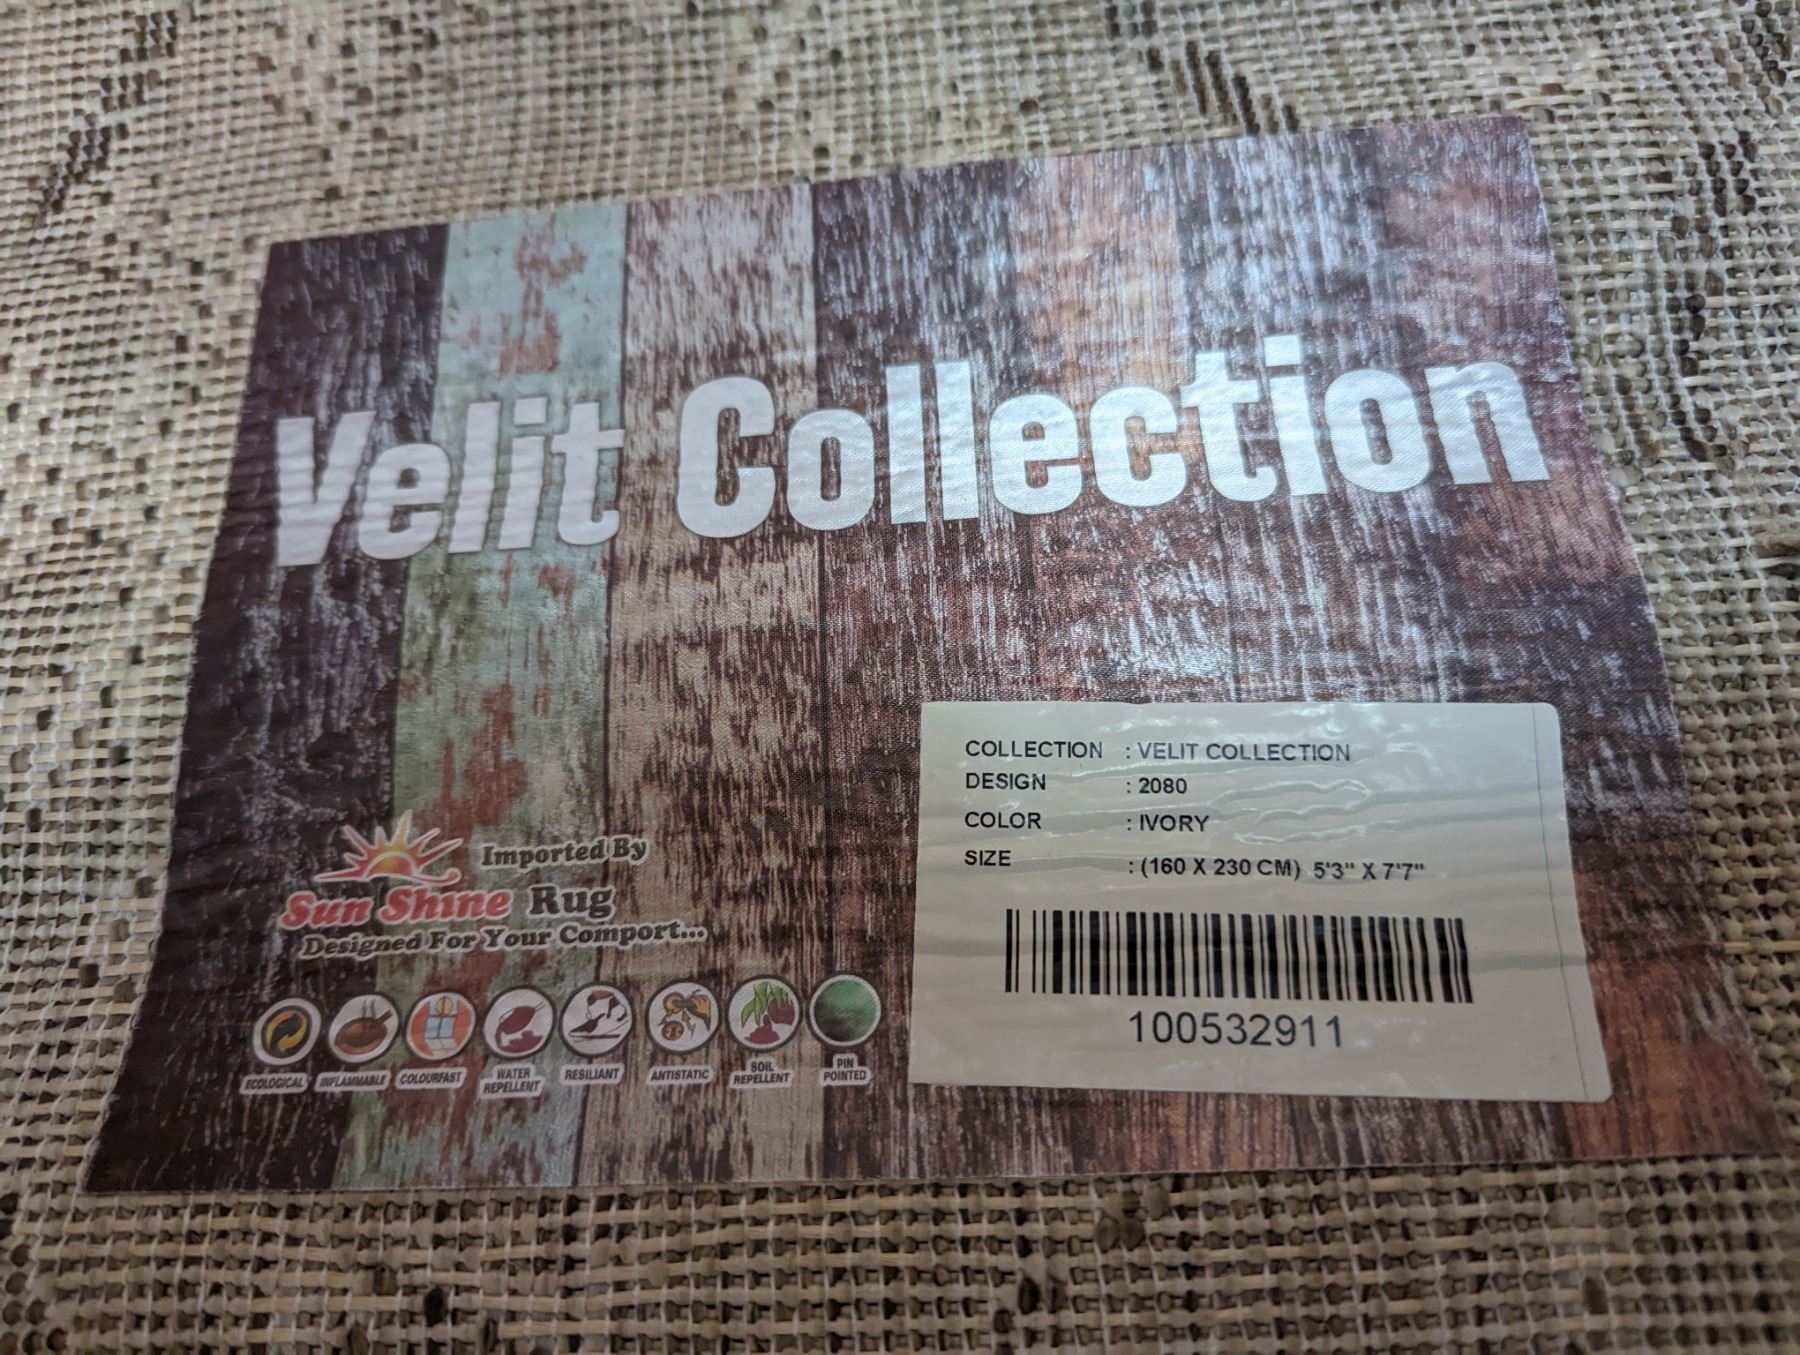 Velit Collection
COLLECTION : VELIT COLLECTION
DESIGN : 2080
COLOR : IVORY
SIZE : (160 X 230 CM) 5'3" X 7'7"
100532911
Imported By
Sun Shine Rug
Designed For Your Comport...
ECOLOGICAL
INFLAMMABLE
COLOURFAST
WATER
REPELLENT
RESILIANT
ANTISTATIC
SOIL
REPELLENT
PIN
POINTED